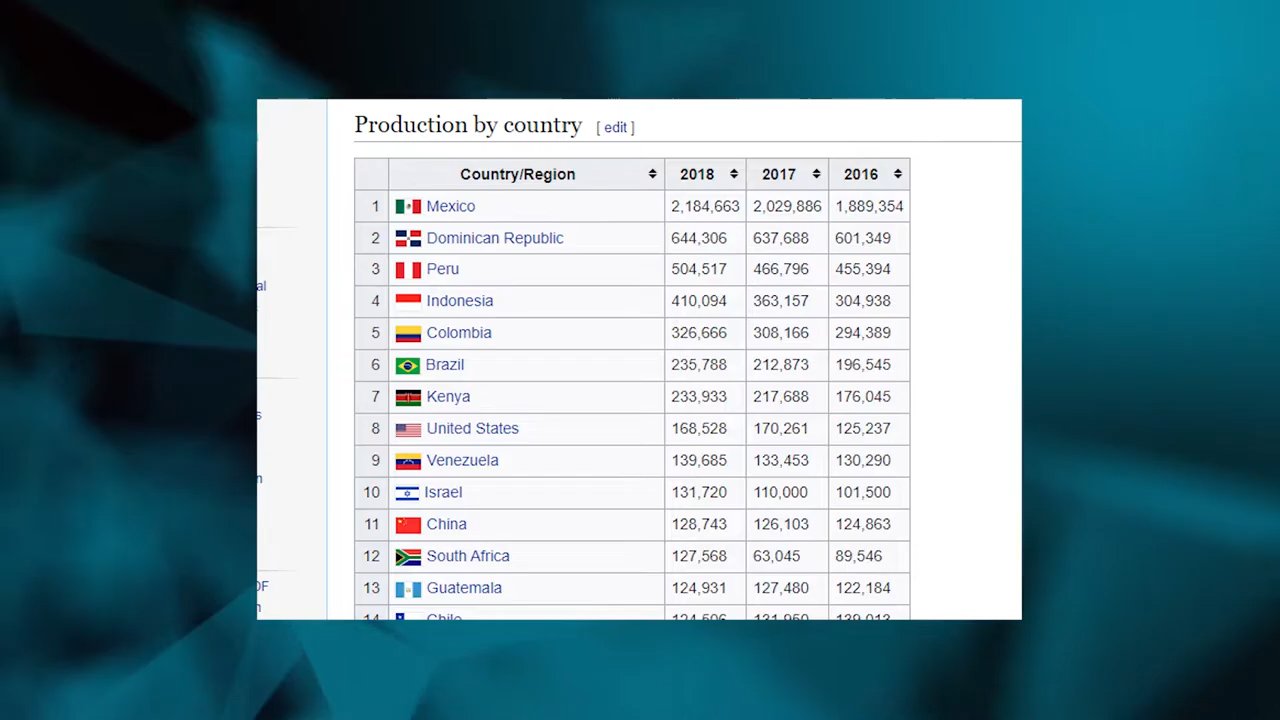 Production by country [ edit ]
Country/Region 2018 2017 2016
1 Mexico 2,184,663 2,029,886 1,889,354
2 Dominican Republic 644,306 637,688 601,349
3 Peru 504,517 466,796 455,394
4 Indonesia 410,094 363,157 304,938
5 Colombia 326,666 308,166 294,389
6 Brazil 235,788 212,873 196,545
7 Kenya 233,933 217,688 176,045
8 United States 168,528 170,261 125,237
9 Venezuela 139,685 133,453 130,290
10 Israel 131,720 110,000 101,500
11 China 128,743 126,103 124,863
12 South Africa 127,568 63,045 89,546
13 Guatemala 124,931 127,480 122,184
14 Chile